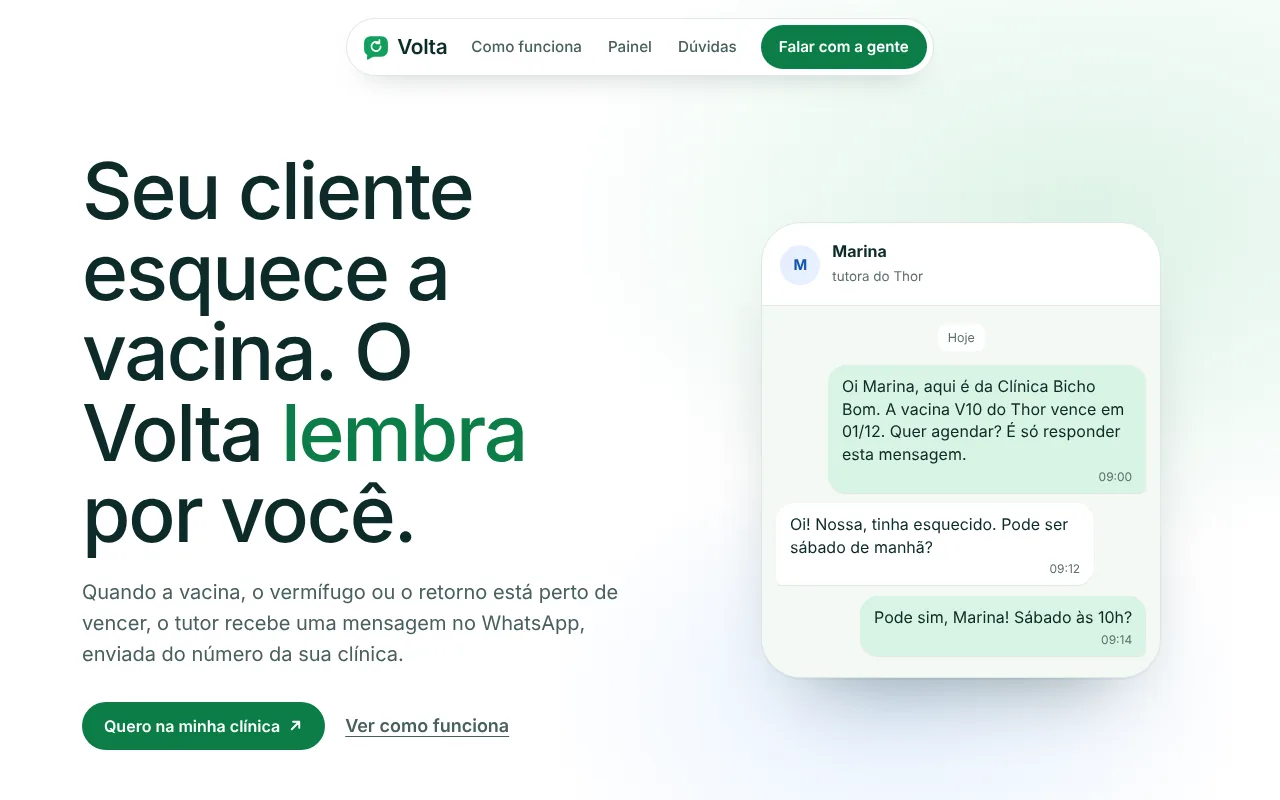 Volta
Como funciona
Painel
Dúvidas
Falar com a gente
Seu cliente
esquece a
vacina. O
Volta lembra
por você.
Quando a vacina, o vermífugo ou o retorno está perto de
vencer, o tutor recebe uma mensagem no WhatsApp,
enviada do número da sua clínica.
Quero na minha clínica ↗
Ver como funciona
M
Marina
tutora do Thor
Hoje
Oi Marina, aqui é da Clínica Bicho
Bom. A vacina V10 do Thor vence em
01/12. Quer agendar? É só responder
esta mensagem.
09:00
Oi! Nossa, tinha esquecido. Pode ser
sábado de manhã?
09:12
Pode sim, Marina! Sábado às 10h?
09:14